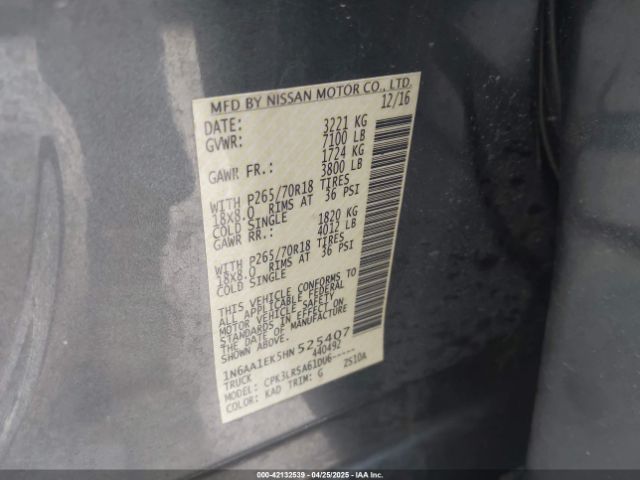 MFD BY NISSAN MOTOR CO., LTD.
DATE: 12/16
GVWR: 3221 KG
7100 LB
GAWR FR.: 1724 KG
3800 LB
WITH P265/70R18 TIRES
18X8.0 RIMS AT 36 PSI
COLD SINGLE
GAWR RR.: 1820 KG
4012 LB
WITH P265/70R18 TIRES
18X8.0 RIMS AT 36 PSI
COLD SINGLE
THIS VEHICLE CONFORMS TO
ALL APPLICABLE FEDERAL
MOTOR VEHICLE SAFETY
STANDARDS IN EFFECT ON
THE DATE OF MANUFACTURE
SHOWN ABOVE.
1N6AA1EK5HN525407
TRUCK 440492
MODEL: CPK3LR5A61DU6-----
COLOR: KAD TRIM: G ZS10A
000-42132539 - 04/25/2025 - IAA Inc.